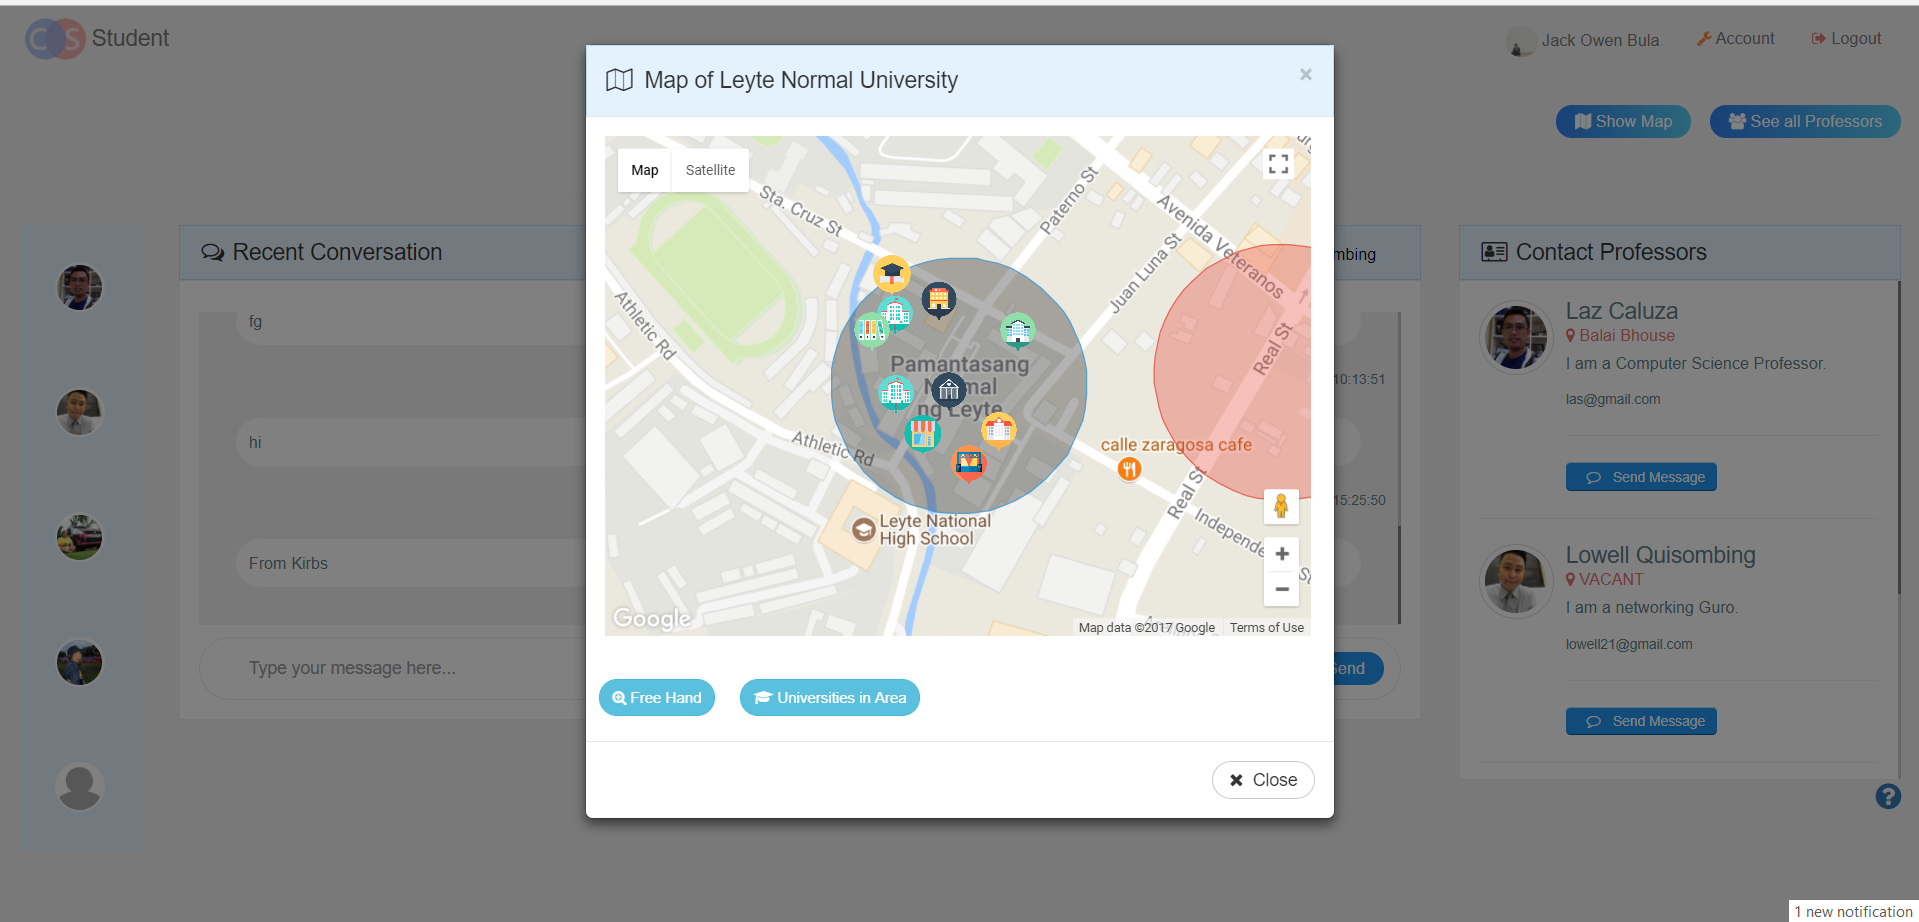 CS Student
Jack Owen Bula
Account
Logout
Show Map
See all Professors
Recent Conversation
mbing
fg
10:13:51
hi
15:25:50
From Kirbs
Type your message here...
Send
Contact Professors
Laz Caluza
Balai Bhouse
I am a Computer Science Professor.
las@gmail.com
Send Message
Lowell Quisombing
VACANT
I am a networking Guro.
lowell21@gmail.com
Send Message
Map of Leyte Normal University
×
Map
Satellite
Sta. Cruz St
Paterno St
Avenida Veteranos
Juan Luna St
Athletic Rd
Real St
Pamantasang
Normal
ng Leyte
Athletic Rd
calle zaragosa cafe
Real St
Independe
St
Leyte National
High School
Google
Map data ©2017 Google
Terms of Use
Free Hand
Universities in Area
Close
1 new notification